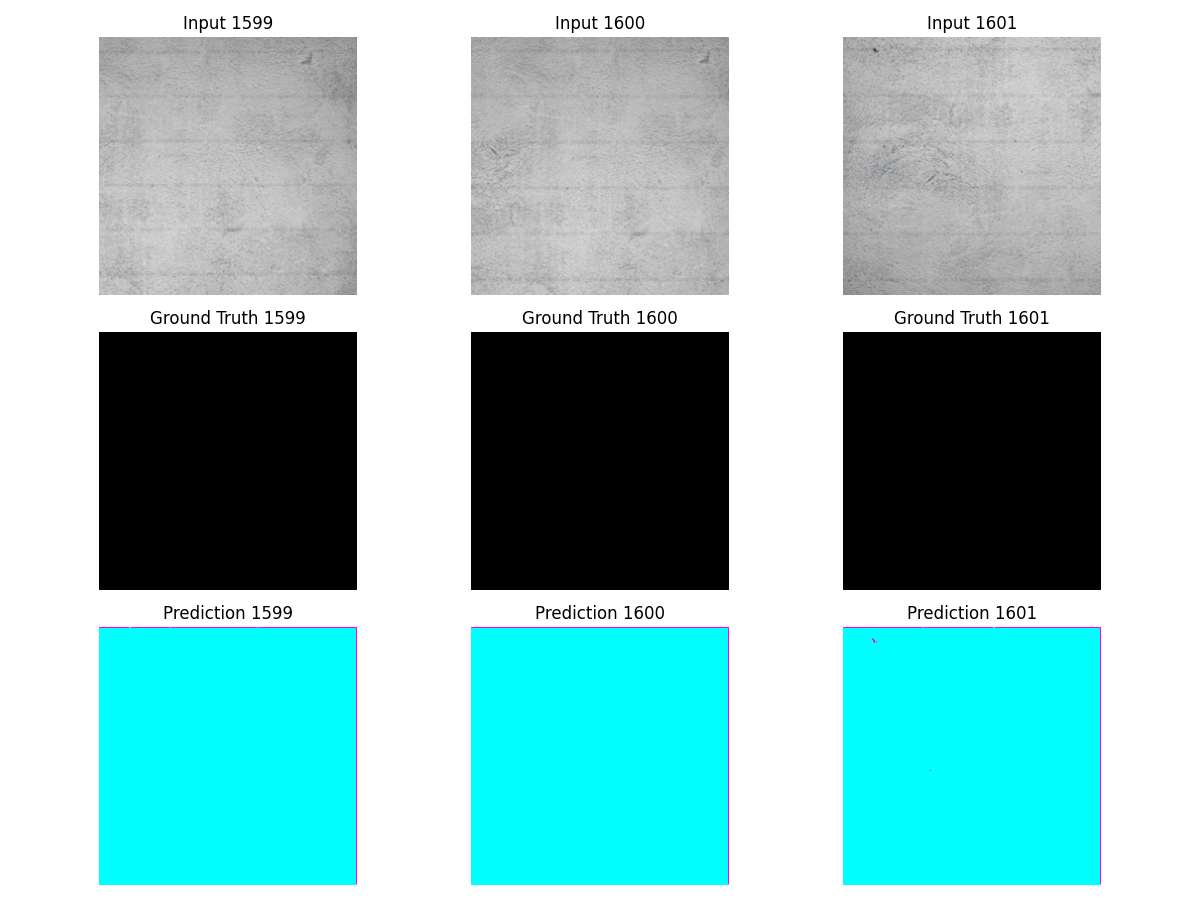 Input 1599
Input 1600
Input 1601
Ground Truth 1599
Ground Truth 1600
Ground Truth 1601
Prediction 1599
Prediction 1600
Prediction 1601